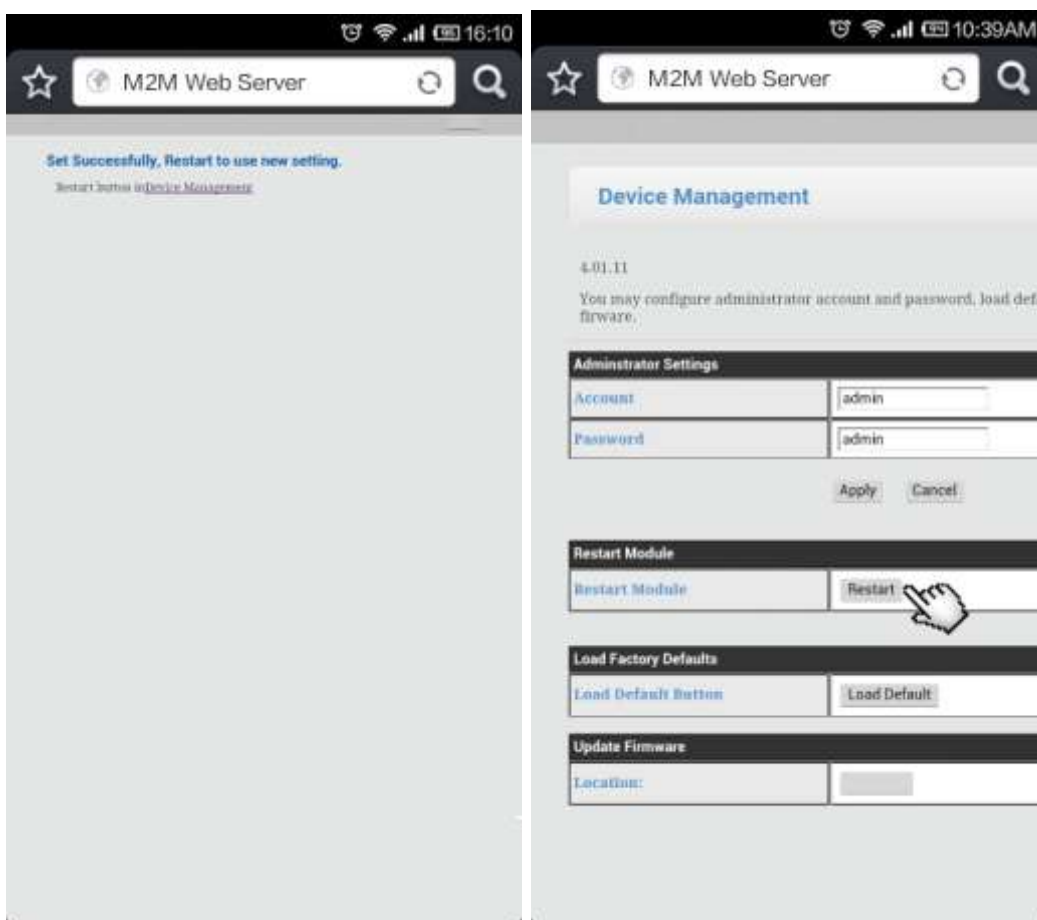 16:10
M2M Web Server
Set Successfully, Restart to use new setting.
Restart button in Device Management
10:39AM
M2M Web Server
Device Management
4.01.11
You may configure administrator account and password, load def
firware.
Adminstrator Settings
Account admin
Password admin
Apply Cancel
Restart Module
Restart Module Restart
Load Factory Defaults
Load Default Button Load Default
Update Firmware
Location: